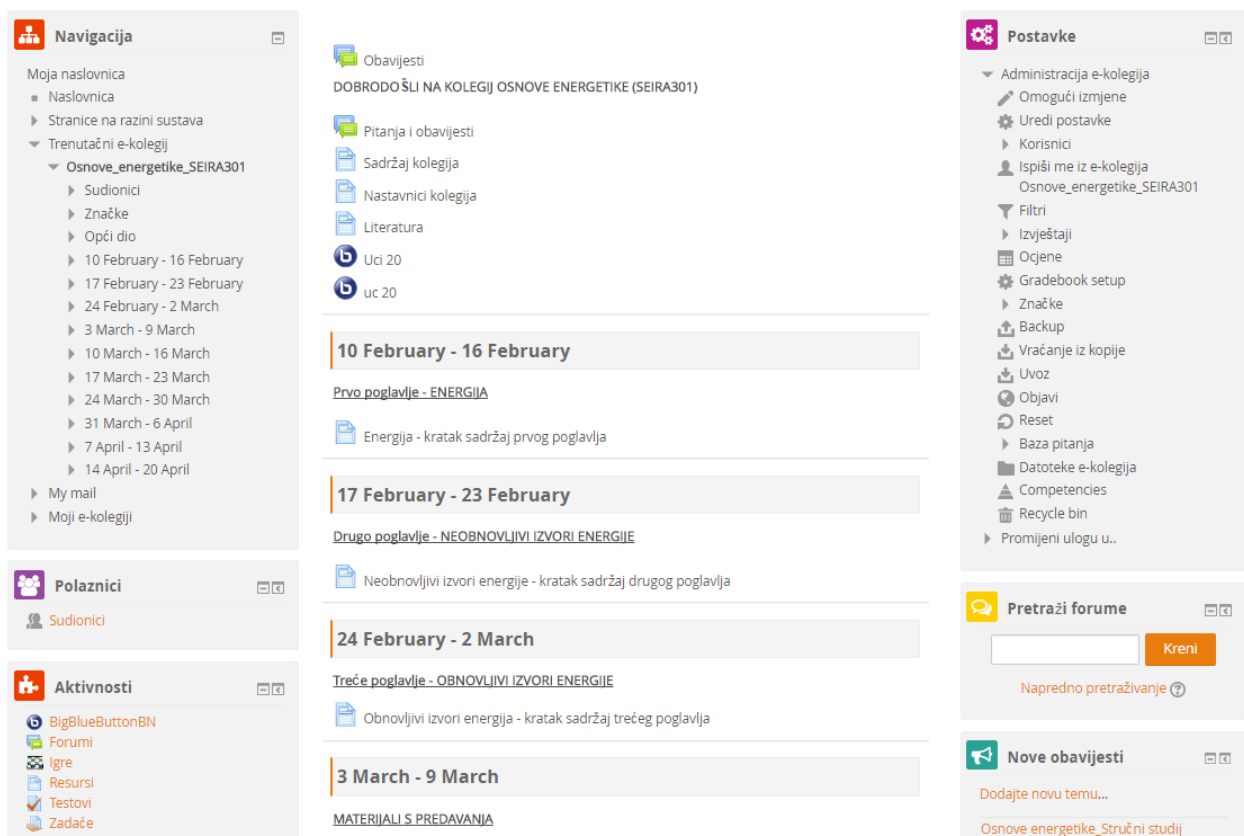 Navigacija
Moja naslovnica
Naslovnica
Stranice na razini sustava
Trenutačni e-kolegij
Osnove_energetike_SEIRA301
Sudionici
Značke
Opći dio
10 February - 16 February
17 February - 23 February
24 February - 2 March
3 March - 9 March
10 March - 16 March
17 March - 23 March
24 March - 30 March
31 March - 6 April
7 April - 13 April
14 April - 20 April
My mail
Moji e-kolegiji
Polaznici
Sudionici
Aktivnosti
BigBlueButtonBN
Forumi
Igre
Resursi
Testovi
Zadaće
Obavijesti
DOBRODOŠLI NA KOLEGIJ OSNOVE ENERGETIKE (SEIRA301)
Pitanja i obavijesti
Sadržaj kolegija
Nastavnici kolegija
Literatura
Uci 20
uc 20
10 February - 16 February
Prvo poglavlje - ENERGIJA
Energija - kratak sadržaj prvog poglavlja
17 February - 23 February
Drugo poglavlje - NEOBNOVLJIVI IZVORI ENERGIJE
Neobnovljivi izvori energije - kratak sadržaj drugog poglavlja
24 February - 2 March
Treće poglavlje - OBNOVLJIVI IZVORI ENERGIJE
Obnovljivi izvori energija - kratak sadržaj trećeg poglavlja
3 March - 9 March
MATERIJALI S PREDAVANJA
Postavke
Administracija e-kolegija
Omogući izmjene
Uredi postavke
Korisnici
Ispiši me iz e-kolegija
Osnove_energetike_SEIRA301
Filtri
Izvještaji
Ocjene
Gradebook setup
Značke
Backup
Vraćanje iz kopije
Uvoz
Objavi
Reset
Baza pitanja
Datoteke e-kolegija
Competencies
Recycle bin
Promijeni ulogu u..
Pretraži forume
Kreni
Napredno pretraživanje
Nove obavijesti
Dodajte novu temu...
Osnove energetike_Stručni studij